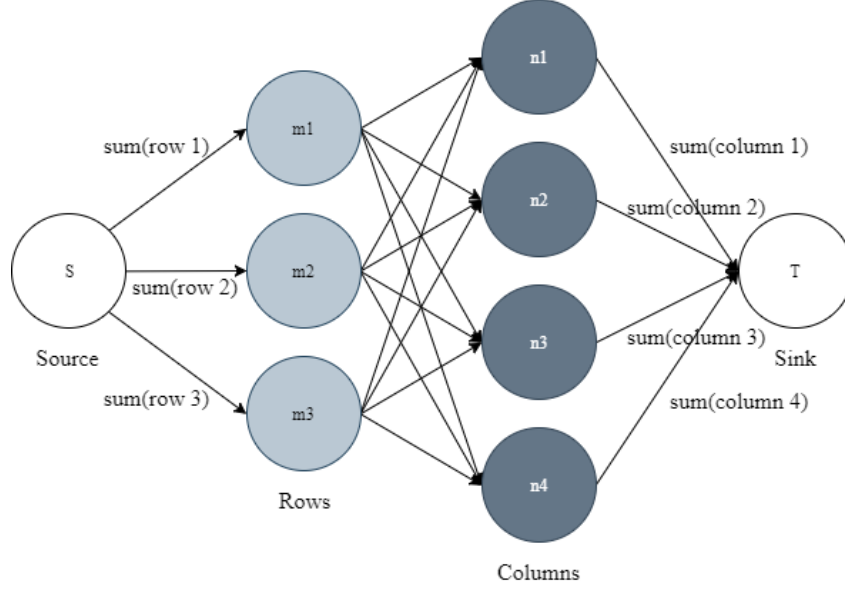 n1
m1
sum(row 1)
sum(column 1)
n2
sum(column 2)
S
m2
T
sum(row 2)
n3
sum(column 3)
Source
Sink
sum(row 3)
m3
sum(column 4)
n4
Rows
Columns